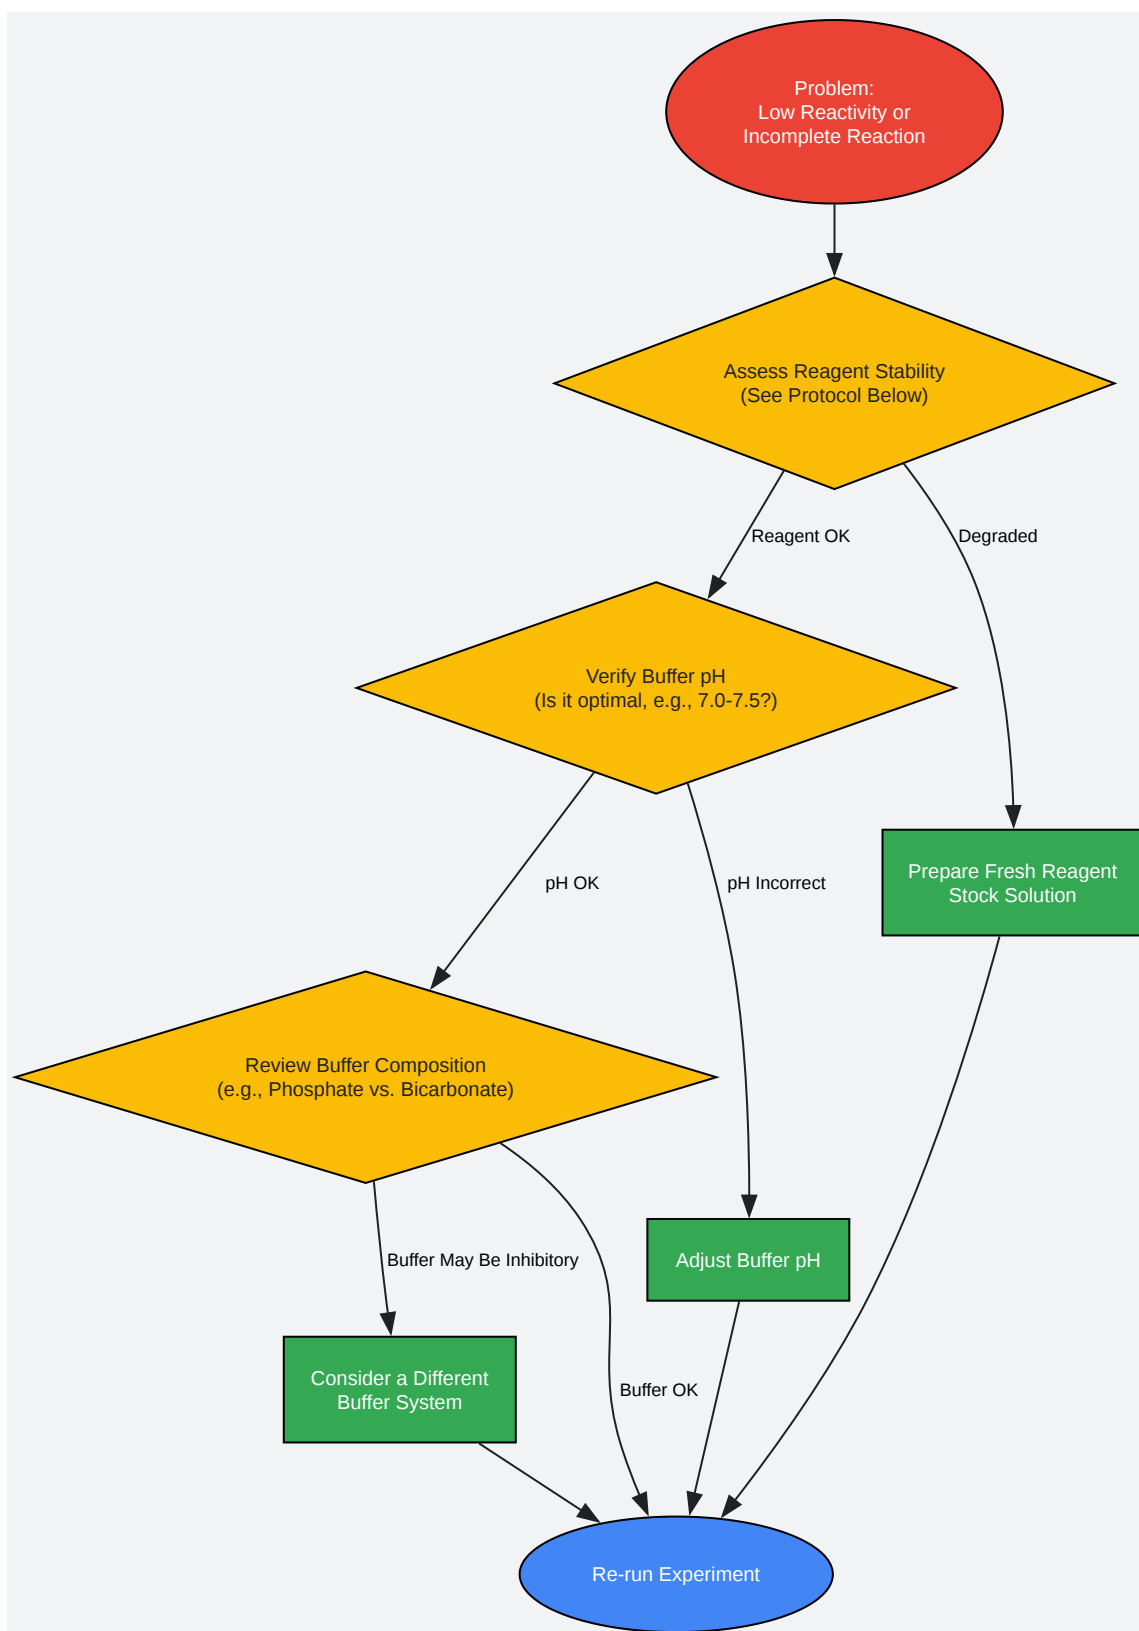 Problem:
Low Reactivity or
Incomplete Reaction
Assess Reagent Stability
(See Protocol Below)
Reagent OK
Degraded
Verify Buffer pH
(Is it optimal, e.g., 7.0-7.5?)
pH OK
pH Incorrect
Prepare Fresh Reagent
Stock Solution
Review Buffer Composition
(e.g., Phosphate vs. Bicarbonate)
Buffer May Be Inhibitory
Adjust Buffer pH
Consider a Different
Buffer System
Buffer OK
Re-run Experiment